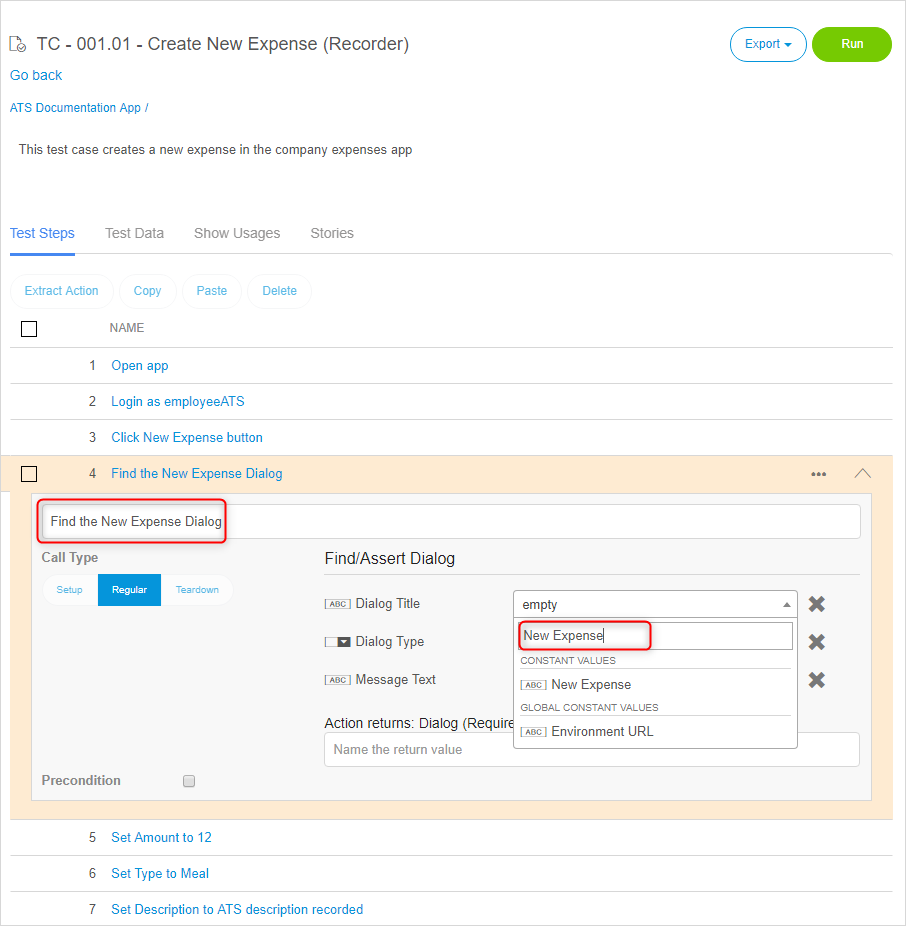 TC - 001.01 - Create New Expense (Recorder)
Export
Run
Go back
ATS Documentation App /
This test case creates a new expense in the company expenses app
Test Steps
Test Data
Show Usages
Stories
Extract Action
Copy
Paste
Delete
NAME
1 Open app
2 Login as employeeATS
3 Click New Expense button
4 Find the New Expense Dialog
Find the New Expense Dialog
Call Type
Setup
Regular
Teardown
Find/Assert Dialog
ABC Dialog Title
empty
New Expense
Dialog Type
CONSTANT VALUES
ABC Message Text
ABC New Expense
GLOBAL CONSTANT VALUES
Action returns: Dialog (Require
ABC Environment URL
Name the return value
Precondition
5 Set Amount to 12
6 Set Type to Meal
7 Set Description to ATS description recorded